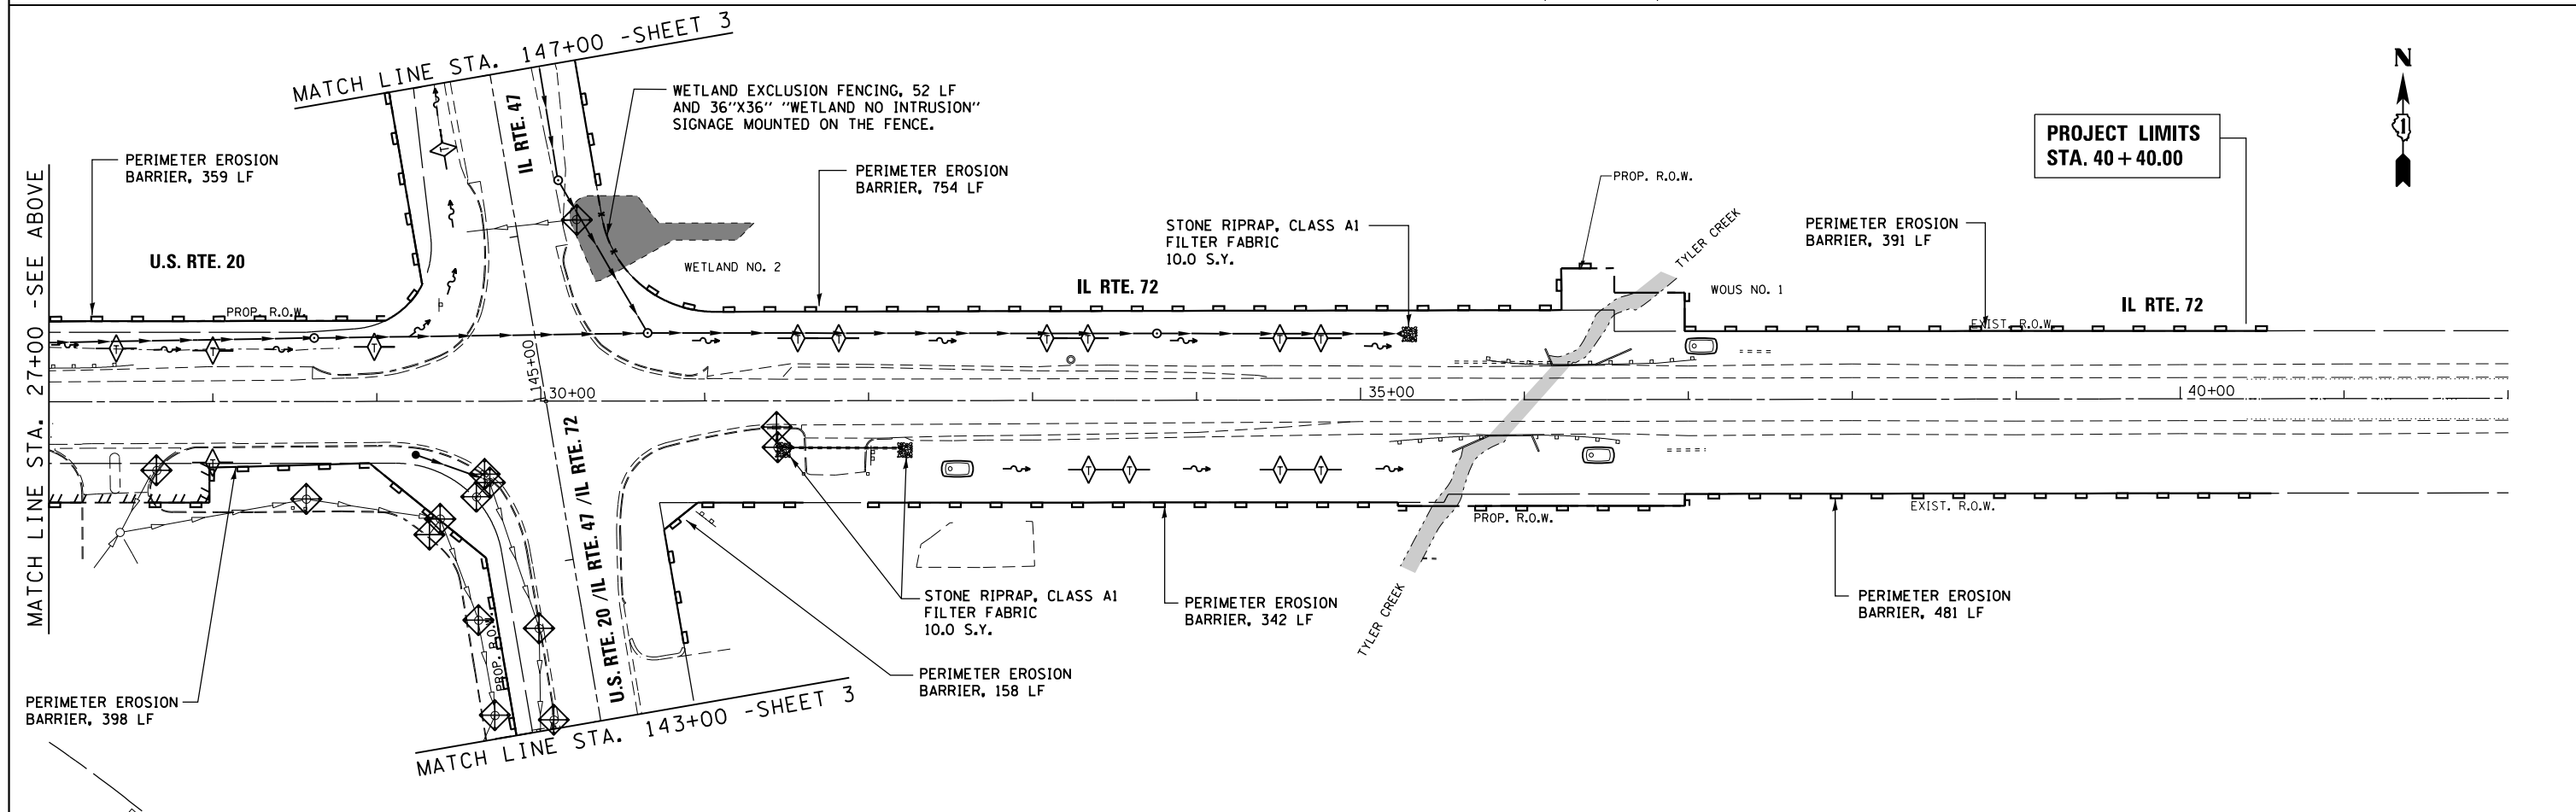 MATCH LINE STA. 147+00 -SHEET 3
N
1
WETLAND EXCLUSION FENCING, 52 LF
AND 36"X36" "WETLAND NO INTRUSION"
SIGNAGE MOUNTED ON THE FENCE.
PROJECT LIMITS
STA. 40+40.00
IL RTE. 47
PERIMETER EROSION
BARRIER, 359 LF
PERIMETER EROSION
BARRIER, 754 LF
PROP. R.O.W.
STONE RIPRAP, CLASS A1
FILTER FABRIC
10.0 S.Y.
TYLER CREEK
PERIMETER EROSION
BARRIER, 391 LF
U.S. RTE. 20
WETLAND NO. 2
IL RTE. 72
WOUS NO. 1
IL RTE. 72
PROP. R.O.W.
EXIST. R.O.W.
MATCH LINE STA. 27+00 -SEE ABOVE
T
T
T
T
T
T
T
T
T
T
145+00
30+00
35+00
40+00
T
T
T
T
T
PROP. R.O.W.
EXIST. R.O.W.
U.S. RTE. 20 /IL RTE. 47 /IL RTE. 72
STONE RIPRAP, CLASS A1
FILTER FABRIC
10.0 S.Y.
PERIMETER EROSION
BARRIER, 342 LF
TYLER CREEK
PERIMETER EROSION
BARRIER, 481 LF
PROP. R.O.W.
PERIMETER EROSION
BARRIER, 158 LF
PERIMETER EROSION
BARRIER, 398 LF
MATCH LINE STA. 143+00 -SHEET 3